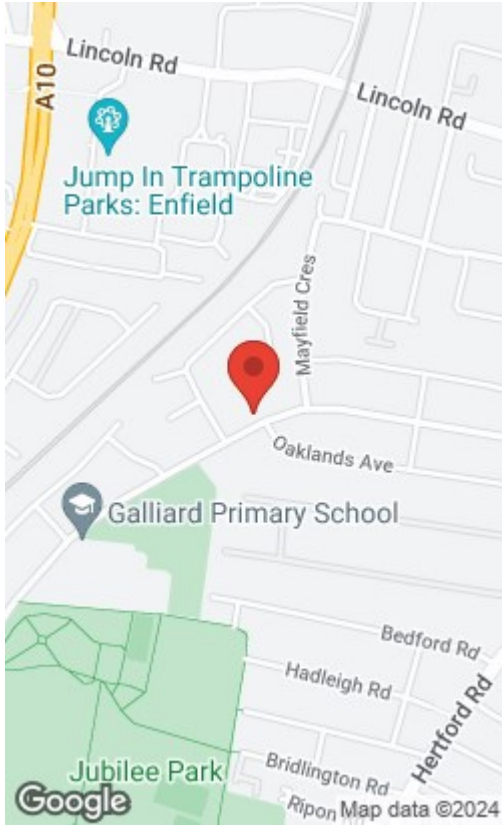 Lincoln Rd
A10
Lincoln Rd
Jump In Trampoline
Parks: Enfield
Mayfield Cres
Oaklands Ave
Galliard Primary School
Bedford Rd
Hadleigh Rd
Hertford Rd
Jubilee Park
Bridlington Rd
Ripon
Google
Map data ©2024